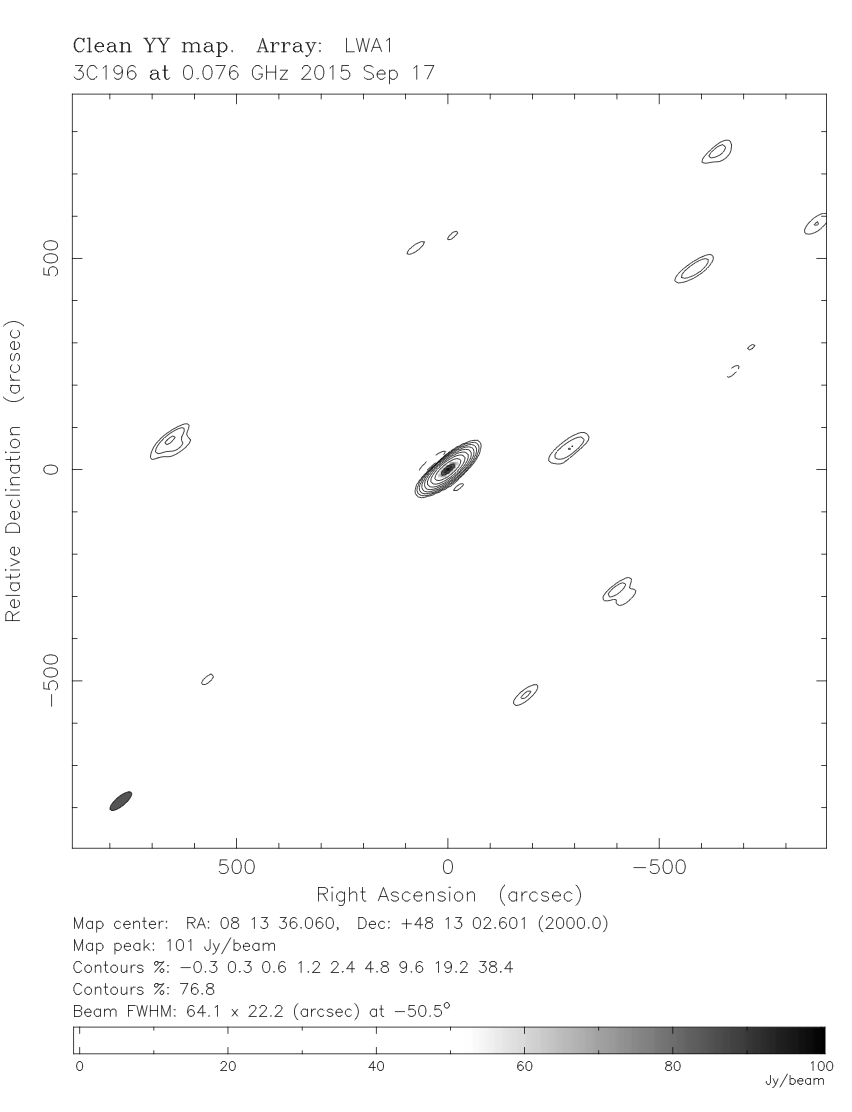 Clean YY map. Array: LWA1
3C196 at 0.076 GHz 2015 Sep 17
Relative Declination (arcsec)
500
0
−500
500
0
−500
Right Ascension (arcsec)
Map center: RA: 08 13 36.060, Dec: +48 13 02.601 (2000.0)
Map peak: 101 Jy/beam
Contours %: −0.3 0.3 0.6 1.2 2.4 4.8 9.6 19.2 38.4
Contours %: 76.8
Beam FWHM: 64.1 x 22.2 (arcsec) at −50.5°
0 20 40 60 80 100
Jy/beam